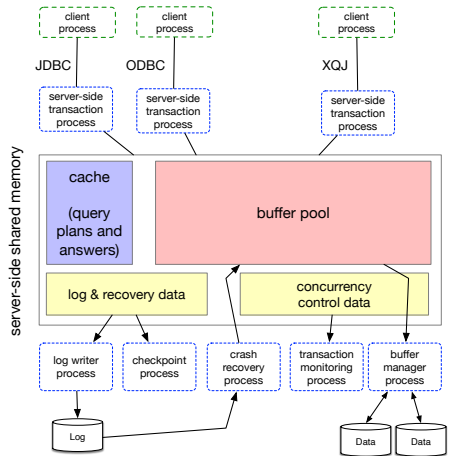 client
process
client
process
client
process
JDBC
ODBC
XQJ
server-side
transaction
process
server-side
transaction
process
server-side
transaction
process
server-side shared memory
cache
(query
plans and
answers)
buffer pool
log & recovery data
concurrency
control data
log writer
process
checkpoint
process
crash
recovery
process
transaction
monitoring
process
buffer
manager
process
Log
Data
Data